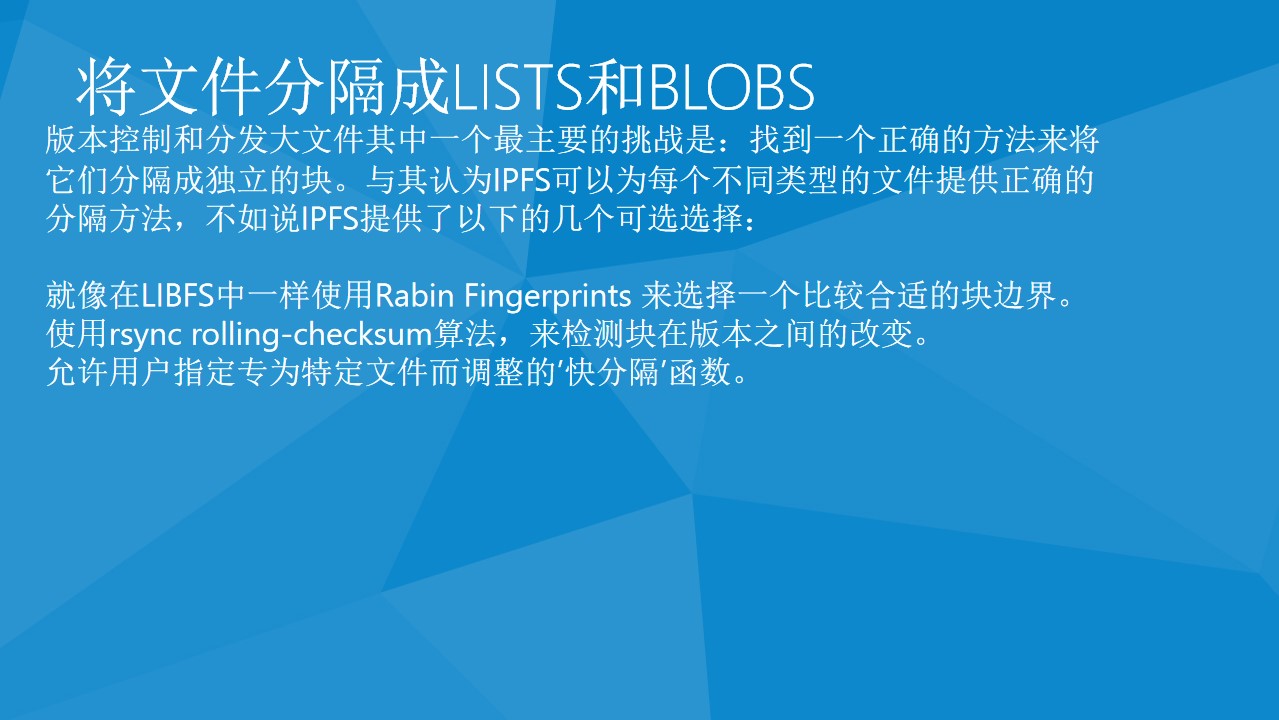 将文件分隔成LISTS和BLOBS
版本控制和分发大文件其中一个最主要的挑战是：找到一个正确的方法来将
它们分隔成独立的块。与其认为IPFS可以为每个不同类型的文件提供正确的
分隔方法，不如说IPFS提供了以下的几个可选选择：
就像在LIBFS中一样使用Rabin Fingerprints 来选择一个比较合适的块边界。
使用rsync rolling-checksum算法，来检测块在版本之间的改变。
允许用户指定专为特定文件而调整的’快分隔’函数。